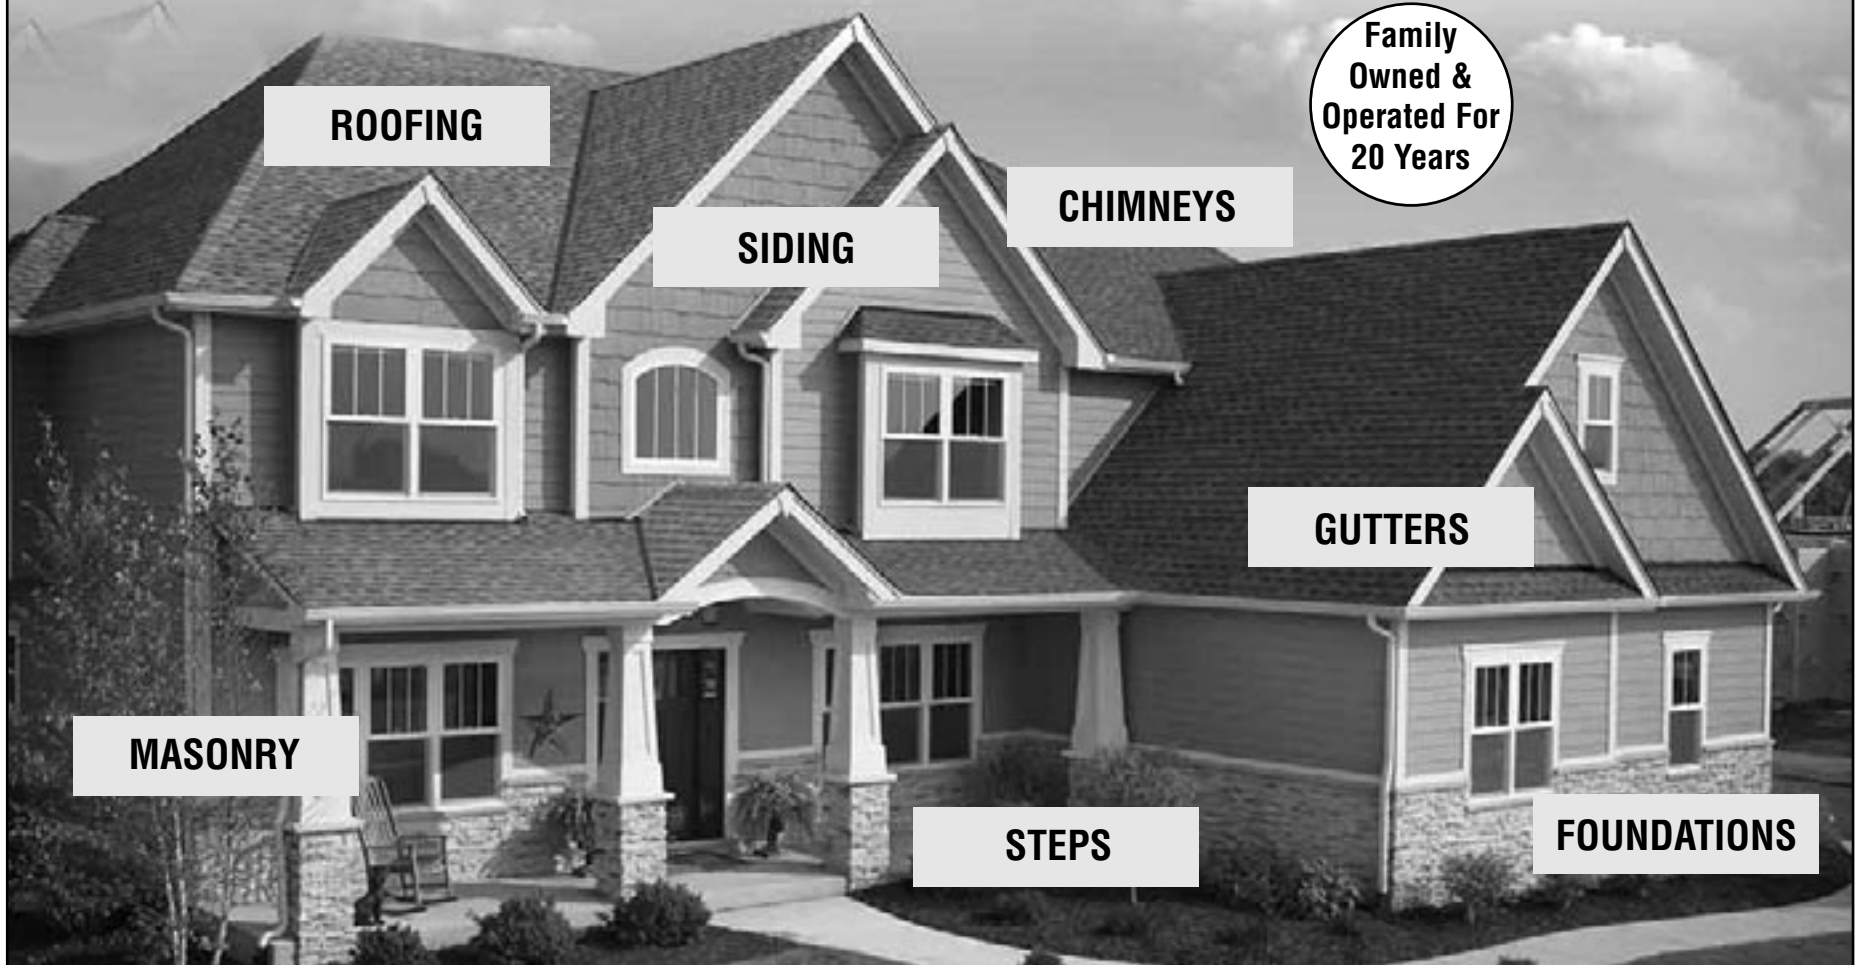 Family
Owned &
Operated For
20 Years
ROOFING
CHIMNEYS
SIDING
GUTTERS
MASONRY
STEPS
FOUNDATIONS